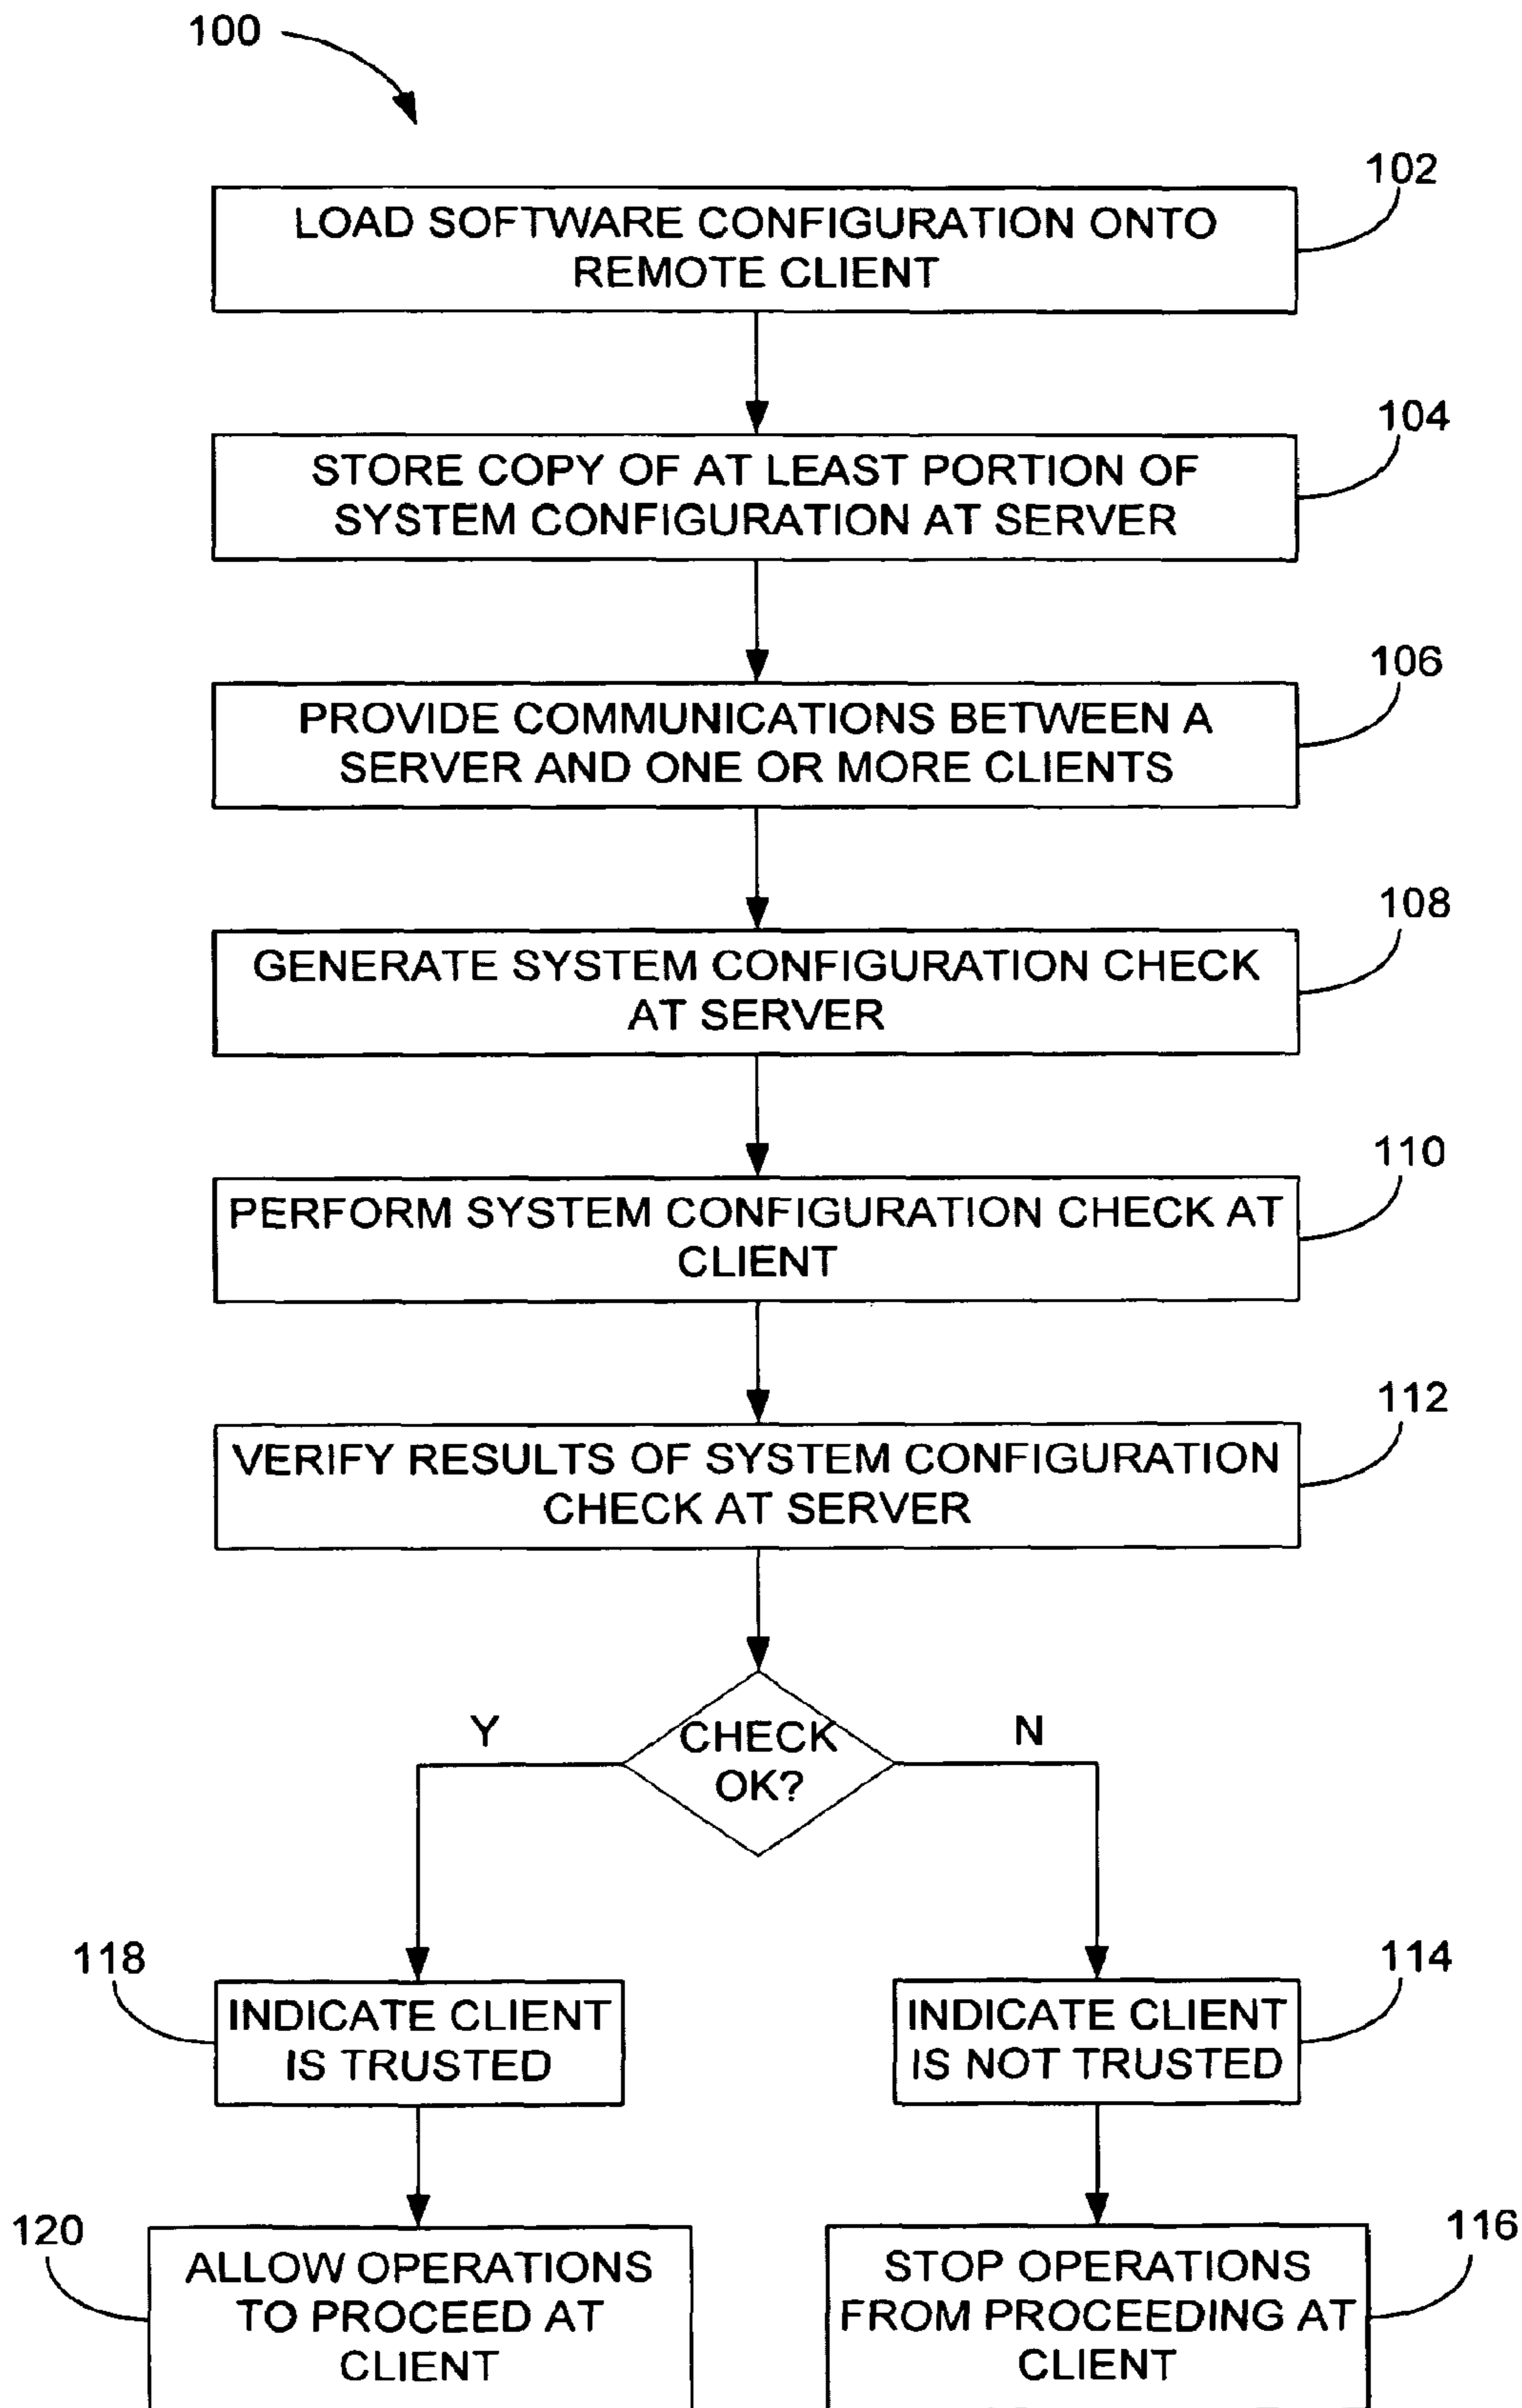 100
102
LOAD SOFTWARE CONFIGURATION ONTO
REMOTE CLIENT
104
STORE COPY OF AT LEAST PORTION OF
SYSTEM CONFIGURATION AT SERVER
106
PROVIDE COMMUNICATIONS BETWEEN A
SERVER AND ONE OR MORE CLIENTS
108
GENERATE SYSTEM CONFIGURATION CHECK
AT SERVER
110
PERFORM SYSTEM CONFIGURATION CHECK AT
CLIENT
112
VERIFY RESULTS OF SYSTEM CONFIGURATION
CHECK AT SERVER
Y
N
CHECK
OK?
118
INDICATE CLIENT
IS TRUSTED
114
INDICATE CLIENT
IS NOT TRUSTED
120
ALLOW OPERATIONS
TO PROCEED AT
CLIENT
116
STOP OPERATIONS
FROM PROCEEDING AT
CLIENT